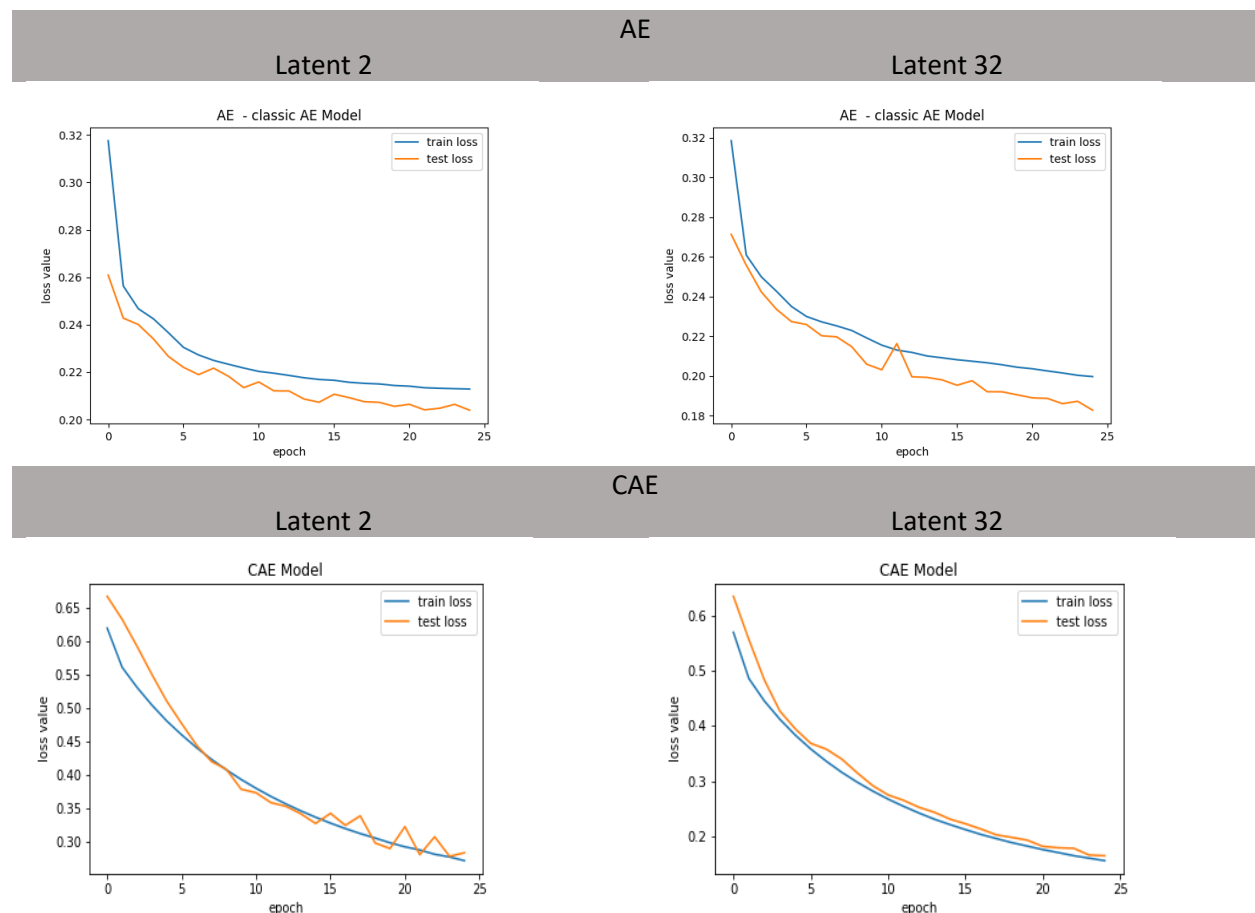 AE
Latent 2 Latent 32
AE - classic AE Model
train loss
test loss
0.32
0.30
0.28
0.26
0.24
0.22
0.20
loss value
0 5 10 15 20 25
epoch
AE - classic AE Model
train loss
test loss
0.32
0.30
0.28
0.26
0.24
0.22
0.20
0.18
loss value
0 5 10 15 20 25
epoch
CAE
Latent 2 Latent 32
CAE Model
train loss
test loss
0.65
0.60
0.55
0.50
0.45
0.40
0.35
0.30
loss value
0 5 10 15 20 25
epoch
CAE Model
train loss
test loss
0.6
0.5
0.4
0.3
0.2
loss value
0 5 10 15 20 25
epoch